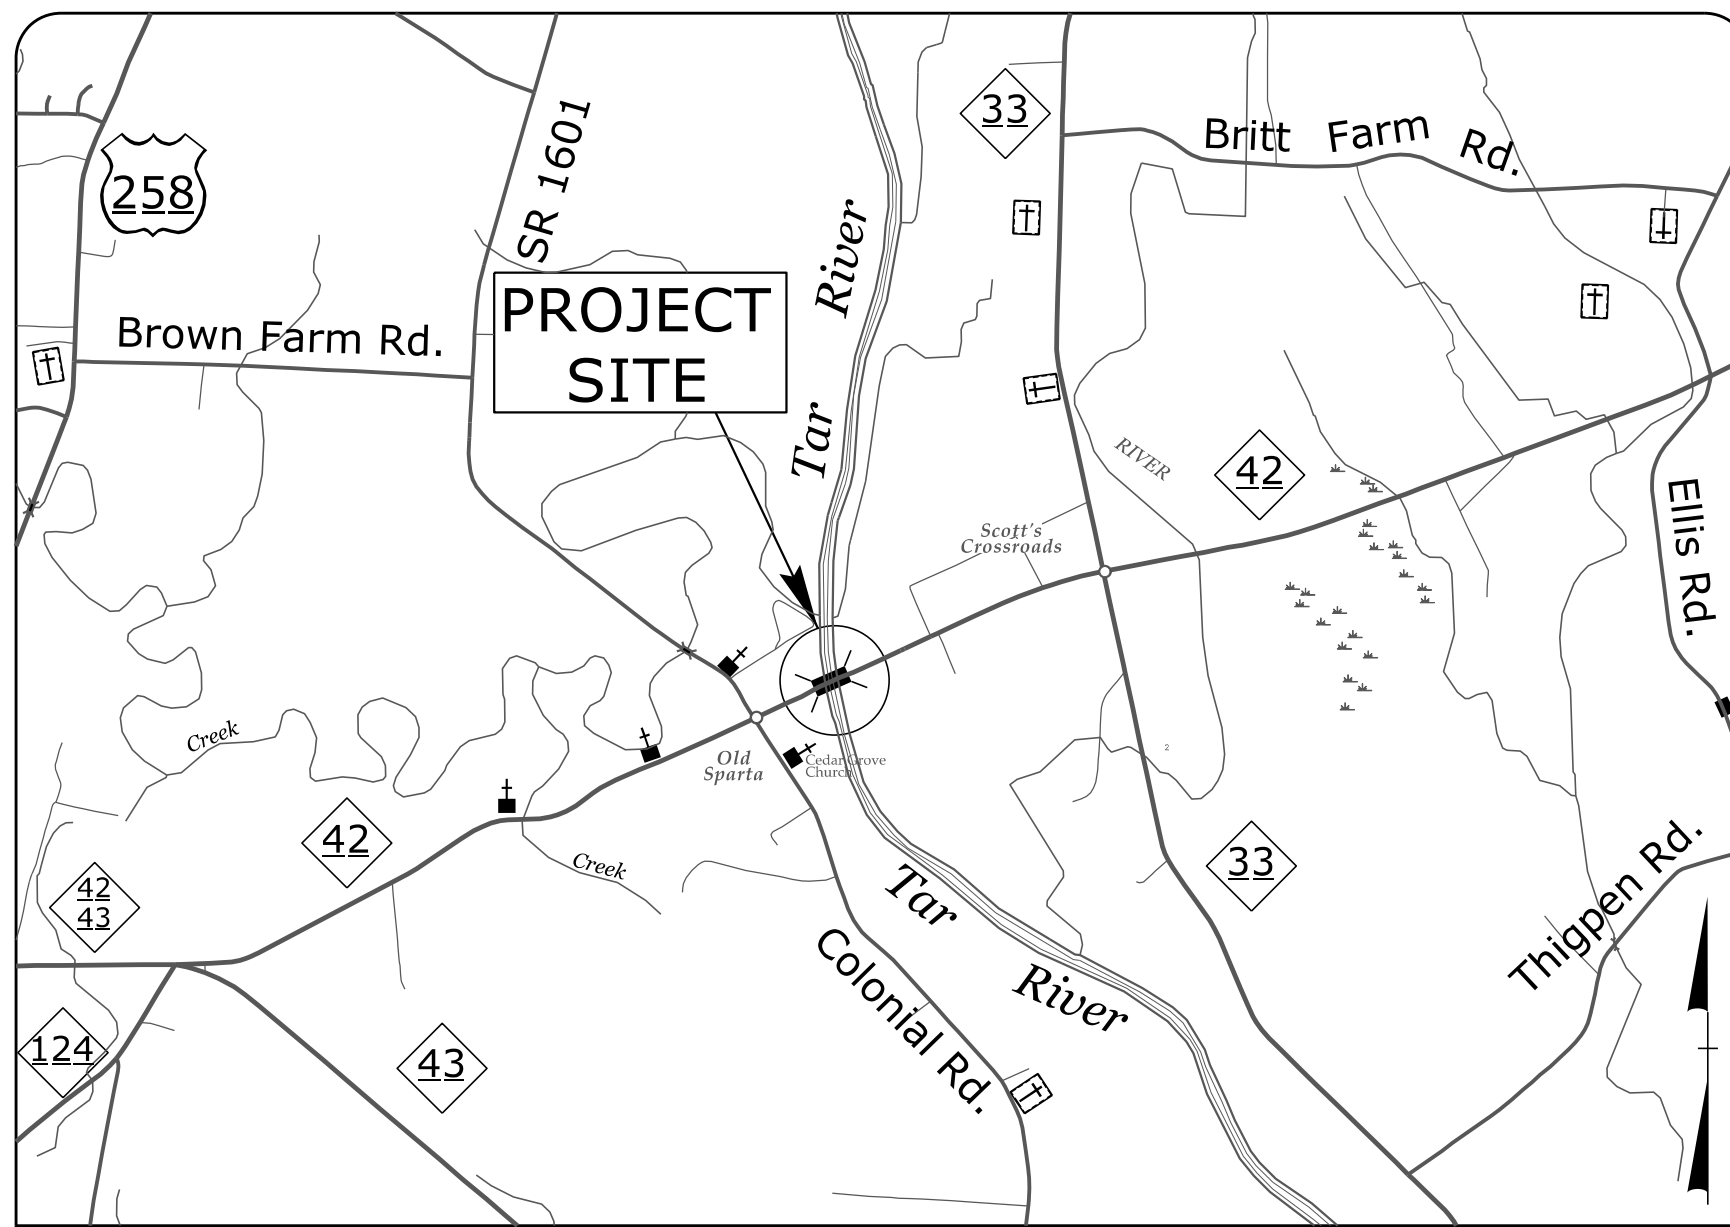 33
Britt Farm Rd.
SR 1601
258
River
Brown Farm Rd.
PROJECT
SITE
Tar
RIVER
42
Scott's
Crossroads
Ellis Rd.
Creek
Old
Sparta
Cedar Grove
Church
2
42
Creek
33
42
43
Tar
Thigpen Rd.
Colonial Rd.
River
124
43